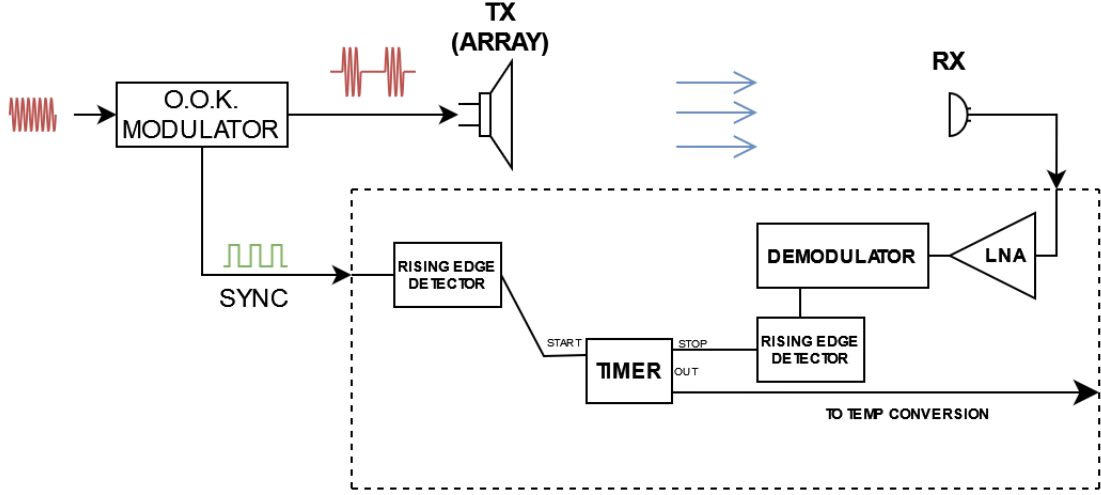 TX
(ARRAY)
RX
O.O.K.
MODULATOR
SYNC
RISING EDGE
DETECTOR
DEMODULATOR
LNA
START
TIMER
STOP
OUT
RISING EDGE
DETECTOR
TO TEMP CONVERSION